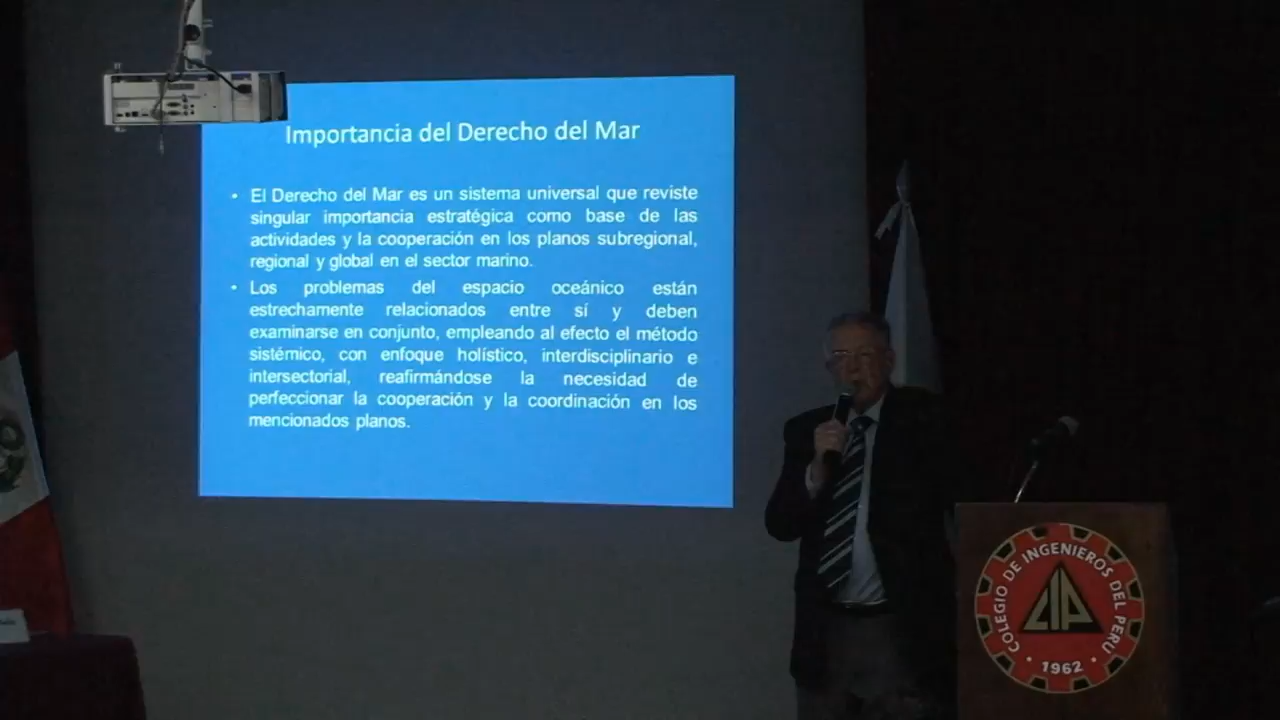 Importancia del Derecho del Mar
• El Derecho del Mar es un sistema universal que reviste
singular importancia estratégica como base de las
actividades y la cooperación en los planos subregional,
regional y global en el sector marino.
• Los problemas del espacio oceánico están
estrechamente relacionados entre sí y deben
examinarse en conjunto, empleando al efecto el método
sistémico, con enfoque holístico, interdisciplinario e
intersectorial, reafirmándose la necesidad de
perfeccionar la cooperación y la coordinación en los
mencionados planos.
COLEGIO DE INGENIEROS DEL PERU
CIP
• 1962 •